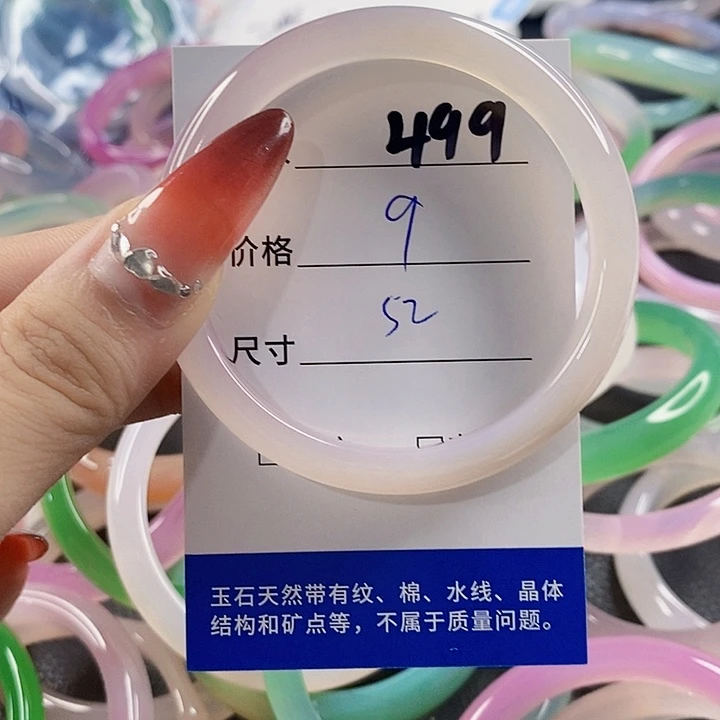 499
价格 9
尺寸 52
玉石天然带有纹、棉、水线、晶体
结构和矿点等，不属于质量问题。